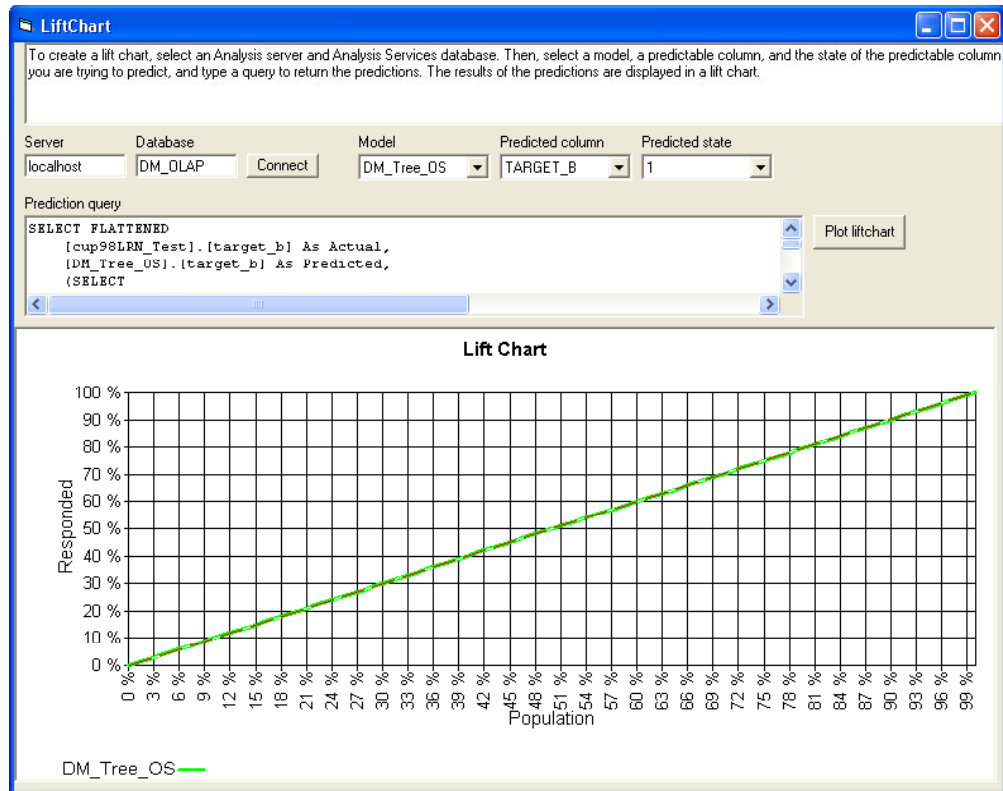 LiftChart
To create a lift chart, select an Analysis server and Analysis Services database. Then, select a model, a predictable column, and the state of the predictable column
you are trying to predict, and type a query to return the predictions. The results of the predictions are displayed in a lift chart.
Server Database Model Predicted column Predicted state
localhost DM_OLAP Connect DM_Tree_OS TARGET_B 1
Prediction query
SELECT FLATTENED
[cup98LRN_Test].[target_b] As Actual,
[DM_Tree_OS].[target_b] As Predicted,
(SELECT
Plot liftchart
Lift Chart
100 %
90 %
80 %
70 %
60 %
50 %
40 %
30 %
20 %
10 %
0 %
Responded
0 % 3 % 6 % 9 % 12 % 15 % 18 % 21 % 24 % 27 % 30 % 33 % 36 % 39 % 42 % 45 % 48 % 51 % 54 % 57 % 60 % 63 % 66 % 69 % 72 % 75 % 78 % 81 % 84 % 87 % 90 % 93 % 96 % 99 %
Population
DM_Tree_OS